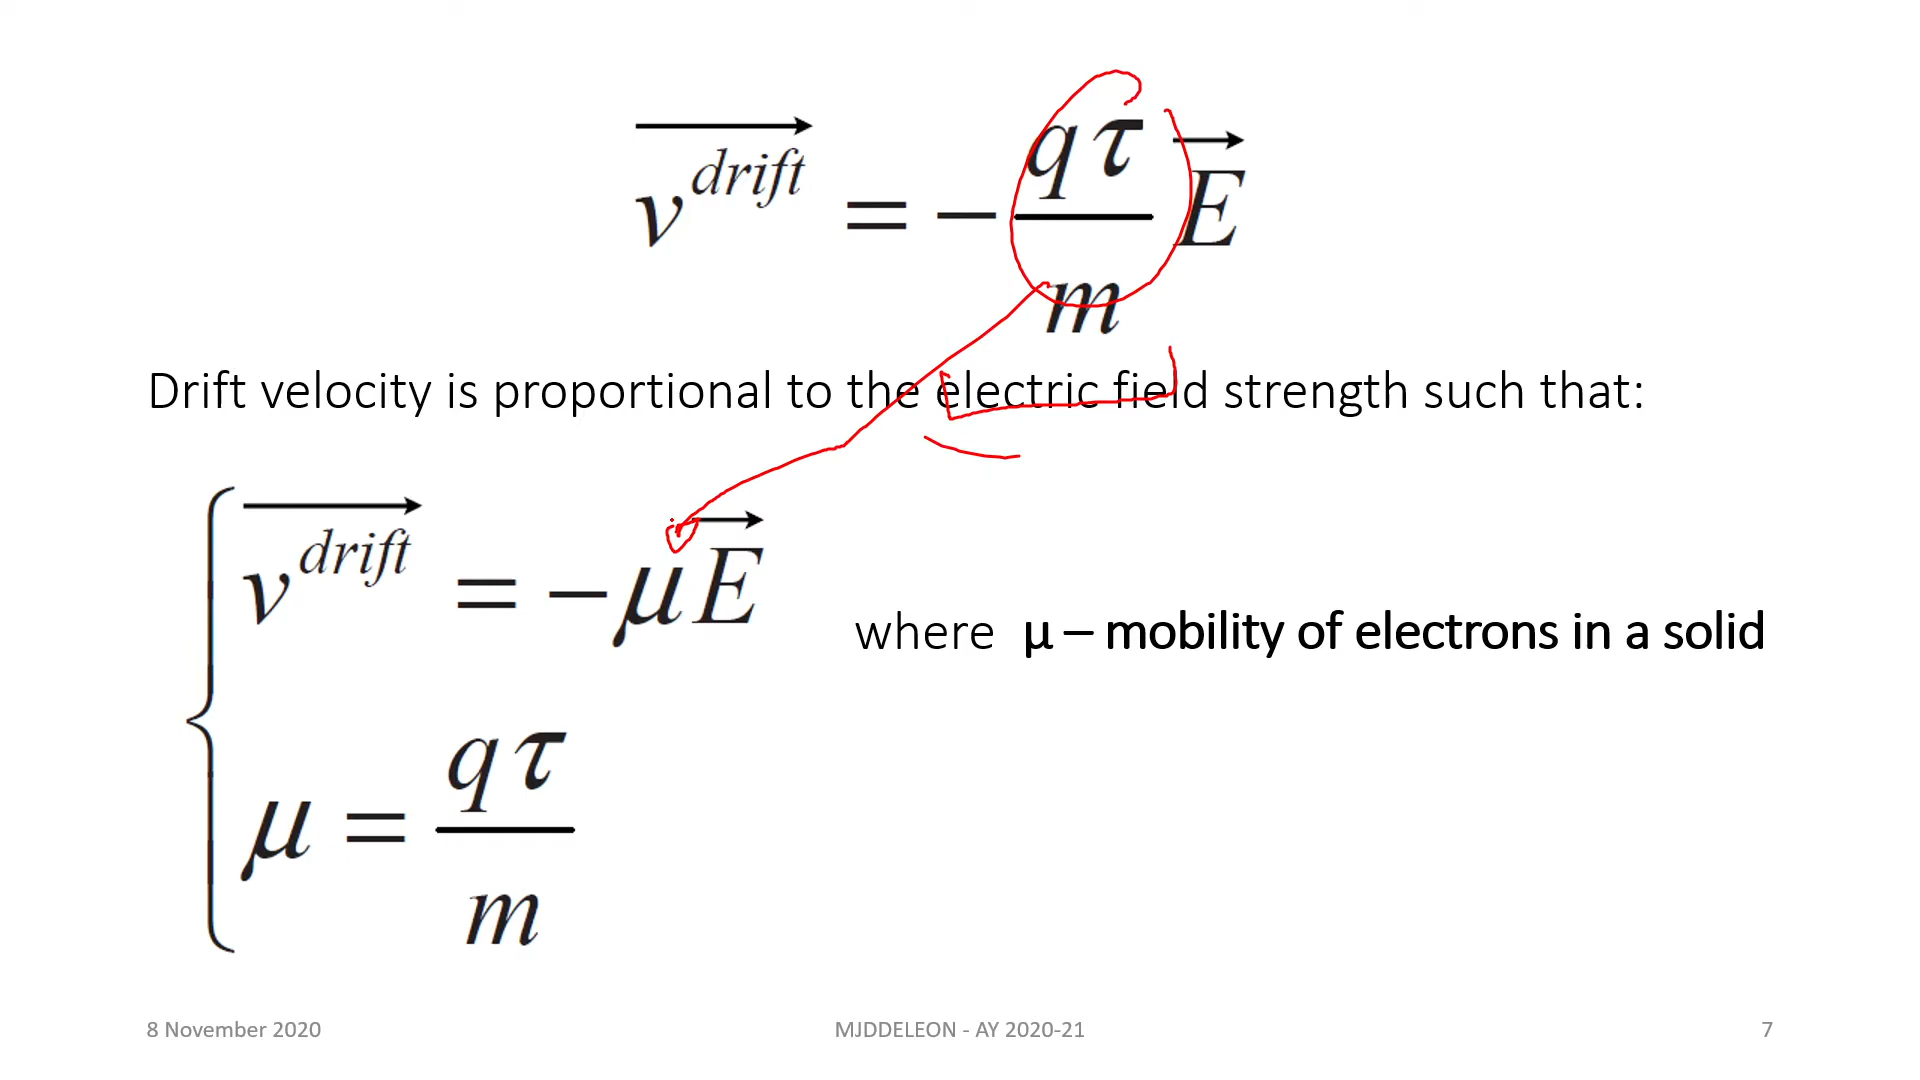 v^drift = − qτ/m E
Drift velocity is proportional to the electric field strength such that:
v^drift = −μE
where μ – mobility of electrons in a solid
μ = qτ/m
8 November 2020 MJDDELEON - AY 2020-21 7